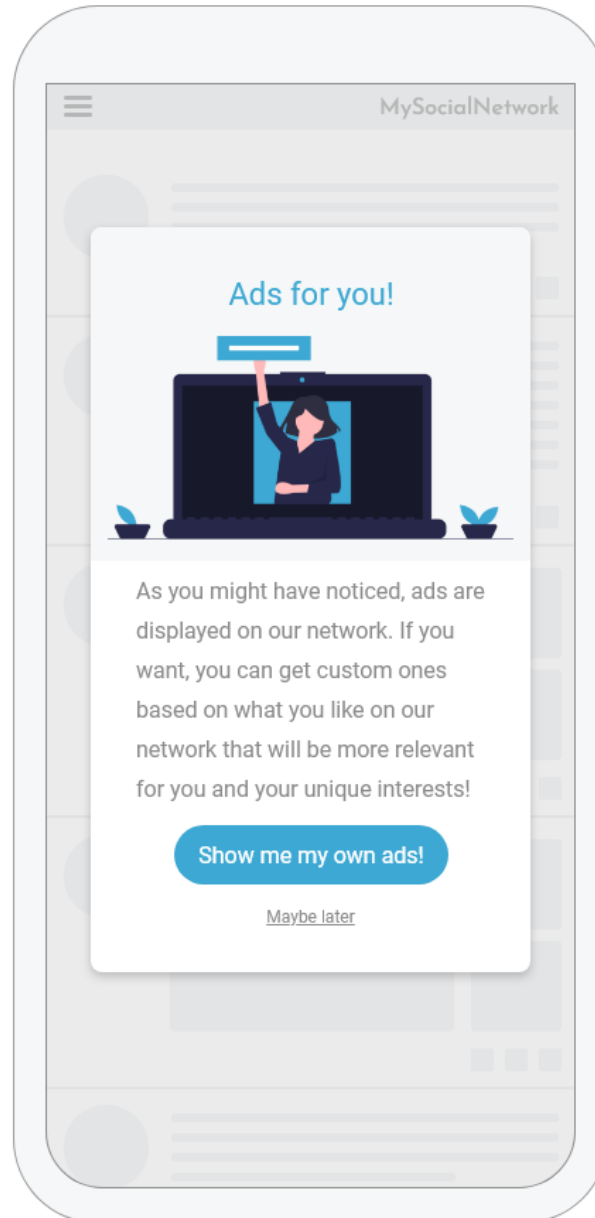 MySocialNetwork
Ads for you!
As you might have noticed, ads are
displayed on our network. If you
want, you can get custom ones
based on what you like on our
network that will be more relevant
for you and your unique interests!
Show me my own ads!
Maybe later